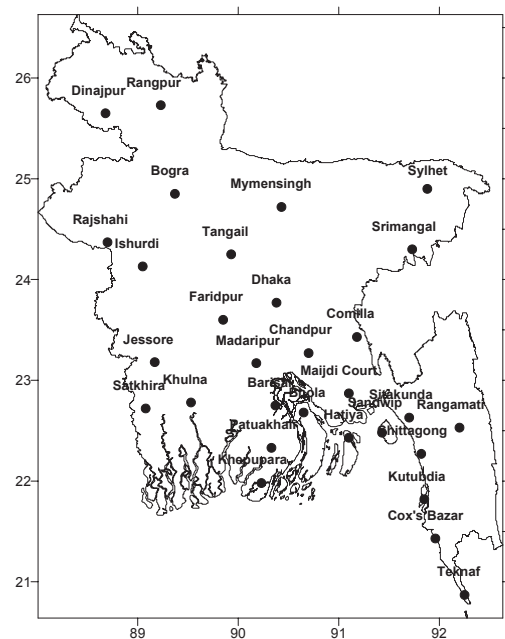 26
Rangpur
Dinajpur
25
Bogra
Mymensingh
Sylhet
Rajshahi
Ishurdi
Tangail
Srimangal
24
Dhaka
Faridpur
Chandpur
Comilla
Jessore
Madaripur
23
Maijdi Court
Satkhira
Khulna
Barisal
Bhola
Sitakunda
Sandwip
Rangamati
Hatiya
Patuakhali
Chittagong
Khepupara
22
Kutubdia
Cox's Bazar
21
Teknaf
89 90 91 92